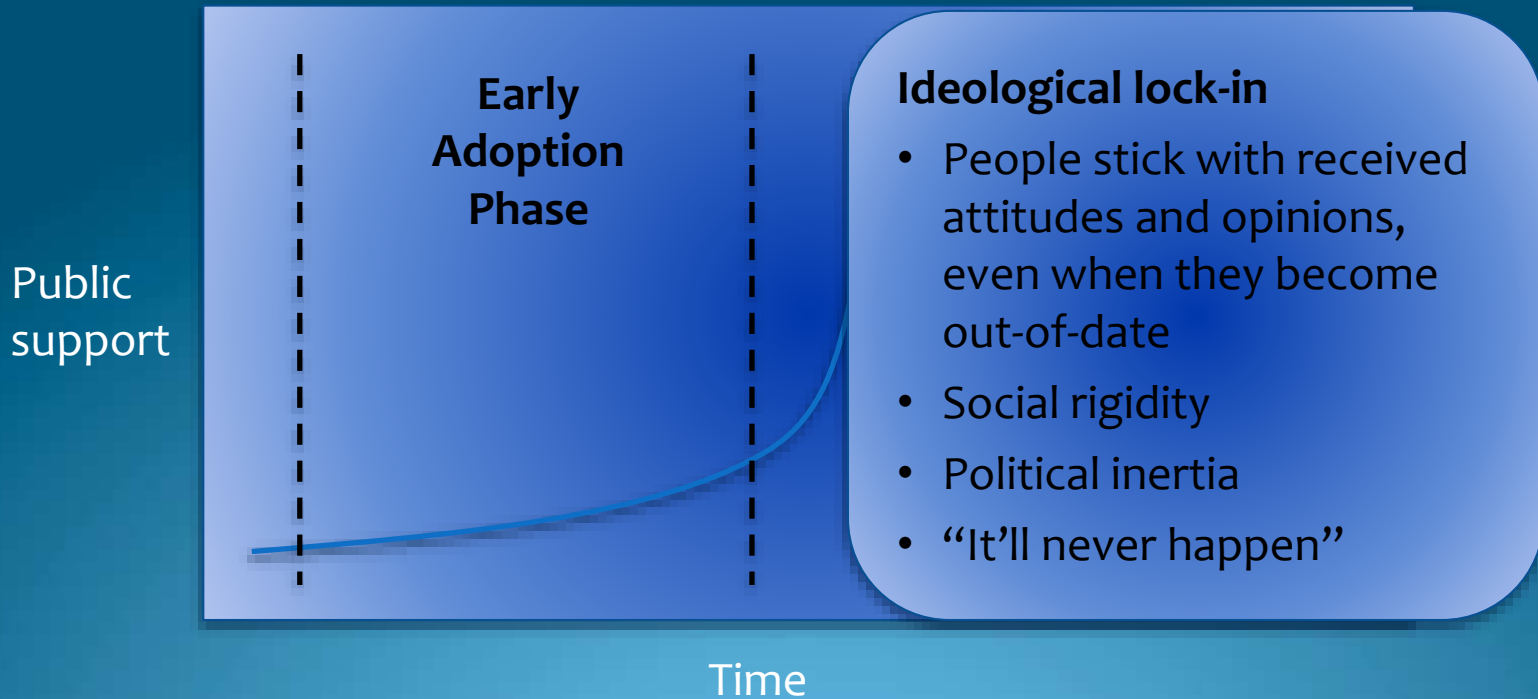 Public
support
Early
Adoption
Phase
Ideological lock-in
• People stick with received
attitudes and opinions,
even when they become
out-of-date
• Social rigidity
• Political inertia
• “It’ll never happen”
Time